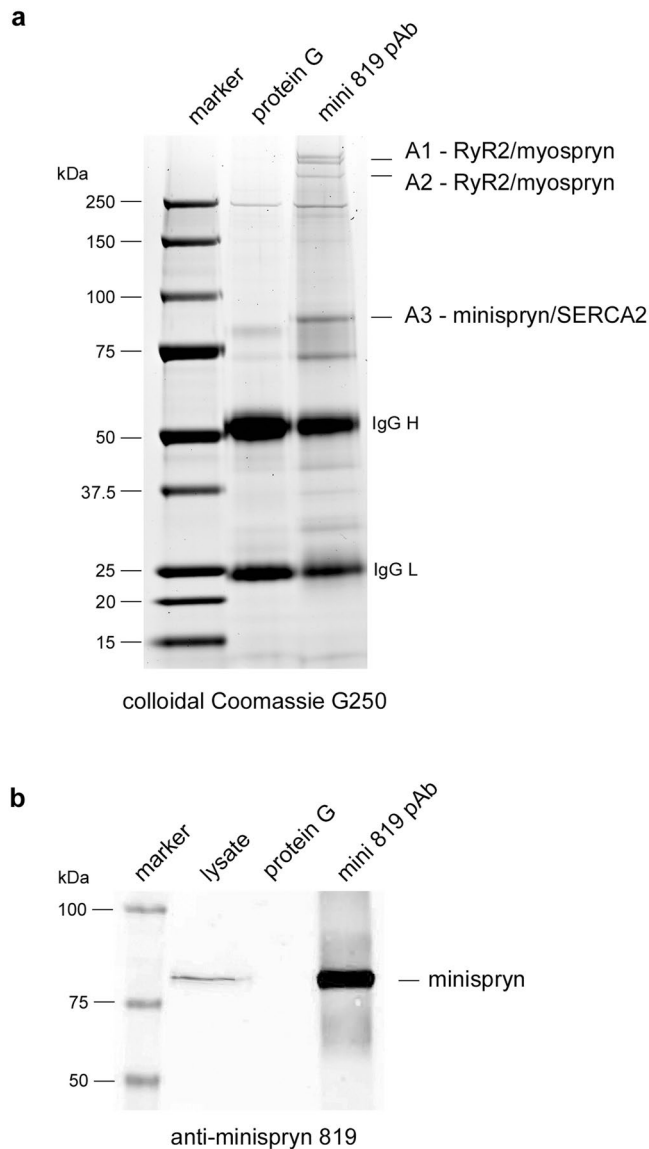 a
marker
protein G
mini 819 pAb
kDa
A1 - RyR2/myospryn
A2 - RyR2/myospryn
250
150
100
A3 - minispryn/SERCA2
75
IgG H
50
37.5
25
IgG L
20
15
colloidal Coomassie G250
b
marker
lysate
protein G
mini 819 pAb
kDa
100
minispryn
75
50
anti-minispryn 819